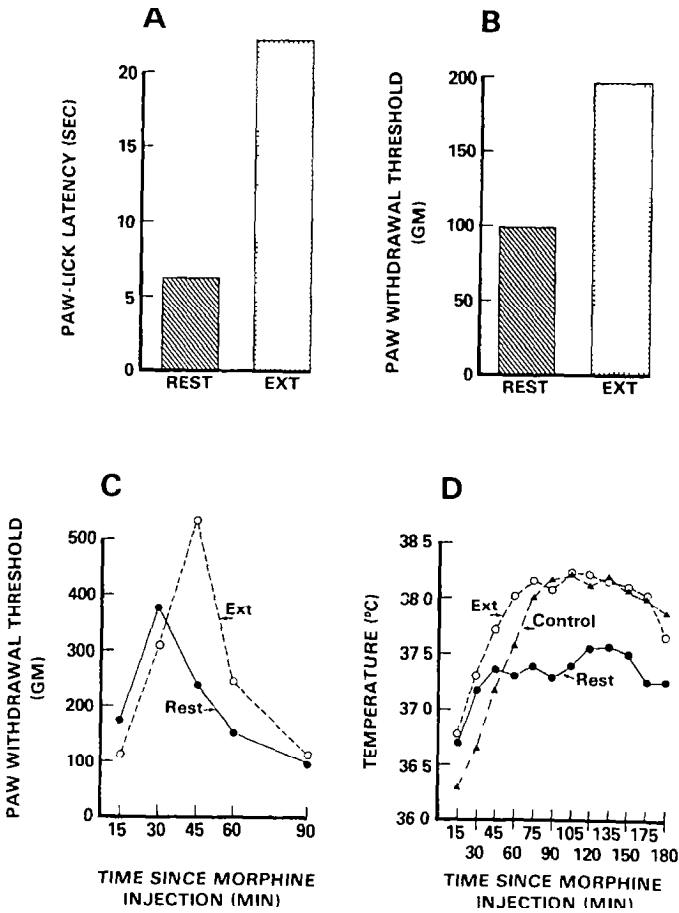 A
PAW-LICK LATENCY (SEC)
20
15
10
5
0
REST EXT
B
PAW WITHDRAWAL THRESHOLD
(GM)
200
150
100
50
0
REST EXT
C
PAW WITHDRAWAL THRESHOLD
(GM)
500
400
300
200
100
0
Ext
Rest
15 30 45 60 90
TIME SINCE MORPHINE
INJECTION (MIN)
D
TEMPERATURE (°C)
38 5
38.0
37.5
37 0
36 5
36 0
Ext
Control
Rest
15 45 75 105 135 175
30 60 90 120 150 180
TIME SINCE MORPHINE
INJECTION (MIN)